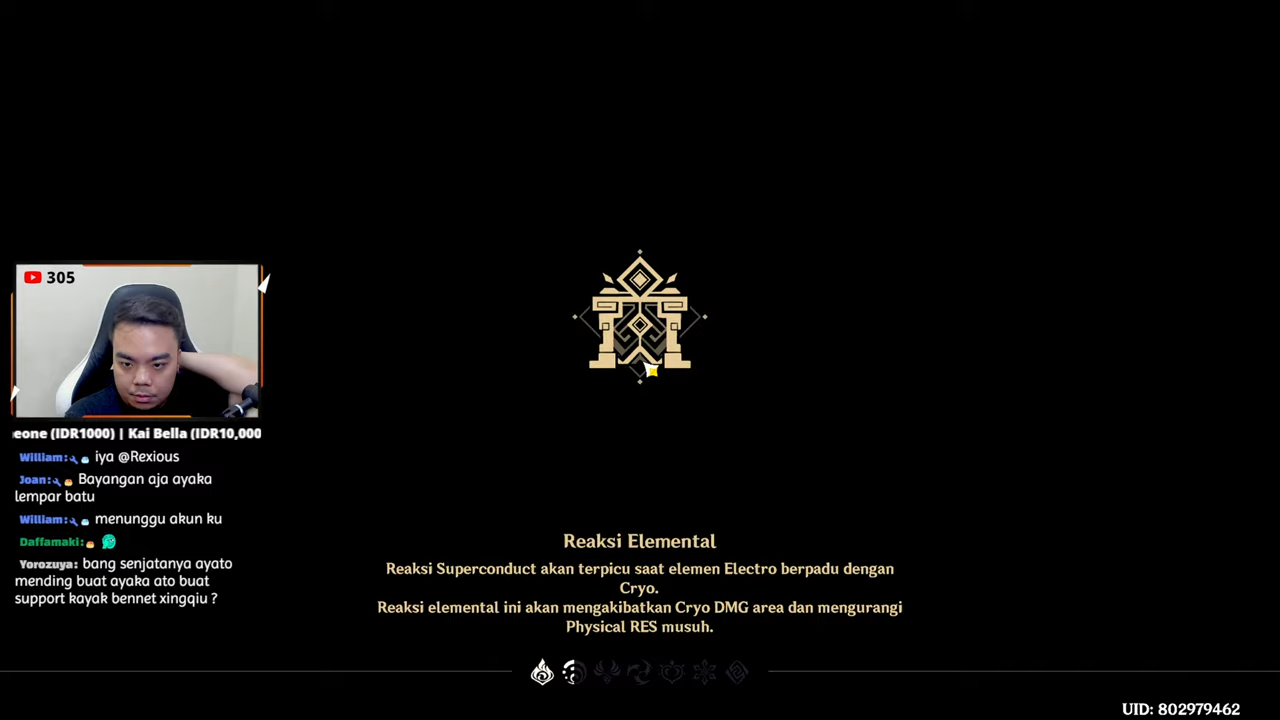 305
eone (IDR1000) | Kai Bella (IDR10,000
William: iya @Rexious
Joan: Bayangan aja ayaka
lempar batu
William: menunggu akun ku
Daffamaki:
Yorozuya: bang senjatanya ayato
mending buat ayaka ato buat
support kayak bennet xingqiu ?
Reaksi Elemental
Reaksi Superconduct akan terpicu saat elemen Electro berpadu dengan
Cryo.
Reaksi elemental ini akan mengakibatkan Cryo DMG area dan mengurangi
Physical RES musuh.
UID: 802979462